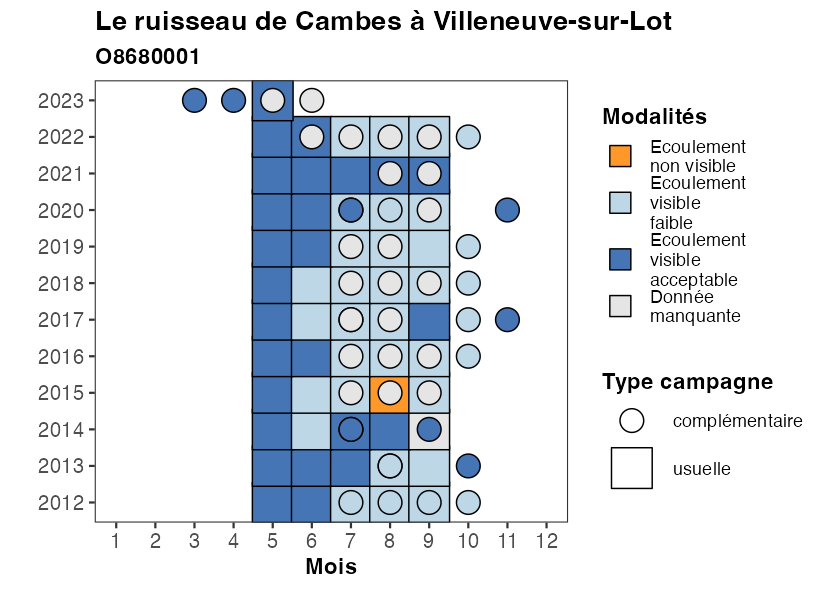 Le ruisseau de Cambes à Villeneuve-sur-Lot
O8680001
2023
2022
2021
2020
2019
2018
2017
2016
2015
2014
2013
2012
1 2 3 4 5 6 7 8 9 10 11 12
Mois
Modalités
Ecoulement
non visible
Ecoulement
visible
faible
Ecoulement
visible
acceptable
Donnée
manquante
Type campagne
complémentaire
usuelle